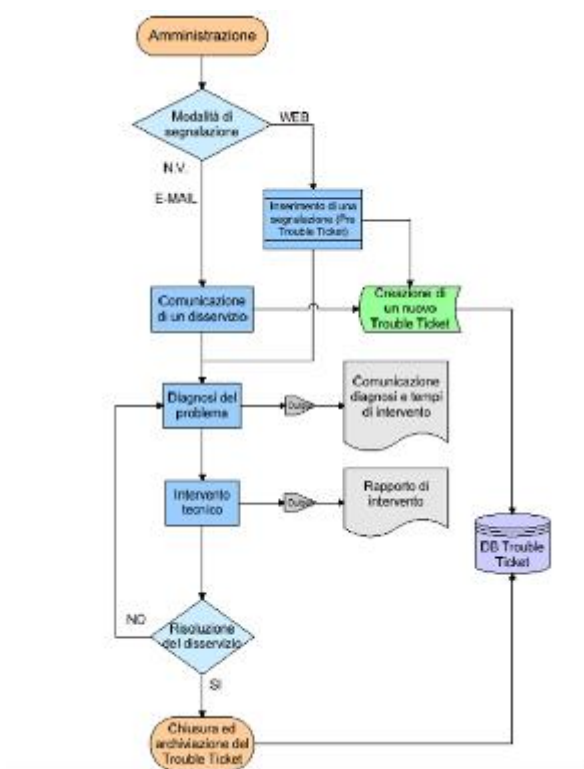 Amministrazione
Modalità di
segnalazione
WEB
N.V.
E-MAIL
Inserimento di una
segnalazione (Pre
Trouble Ticket)
Comunicazione
di un disservizio
Creazione di
un nuovo
Trouble Ticket
Diagnosi del
problema
Output
Comunicazione
diagnosi e tempi
di intervento
Intervento
tecnico
Output
Rapporto di
intervento
DB Trouble
Ticket
NO
Risoluzione
del disservizio
SI
Chiusura ed
archiviazione del
Trouble Ticket